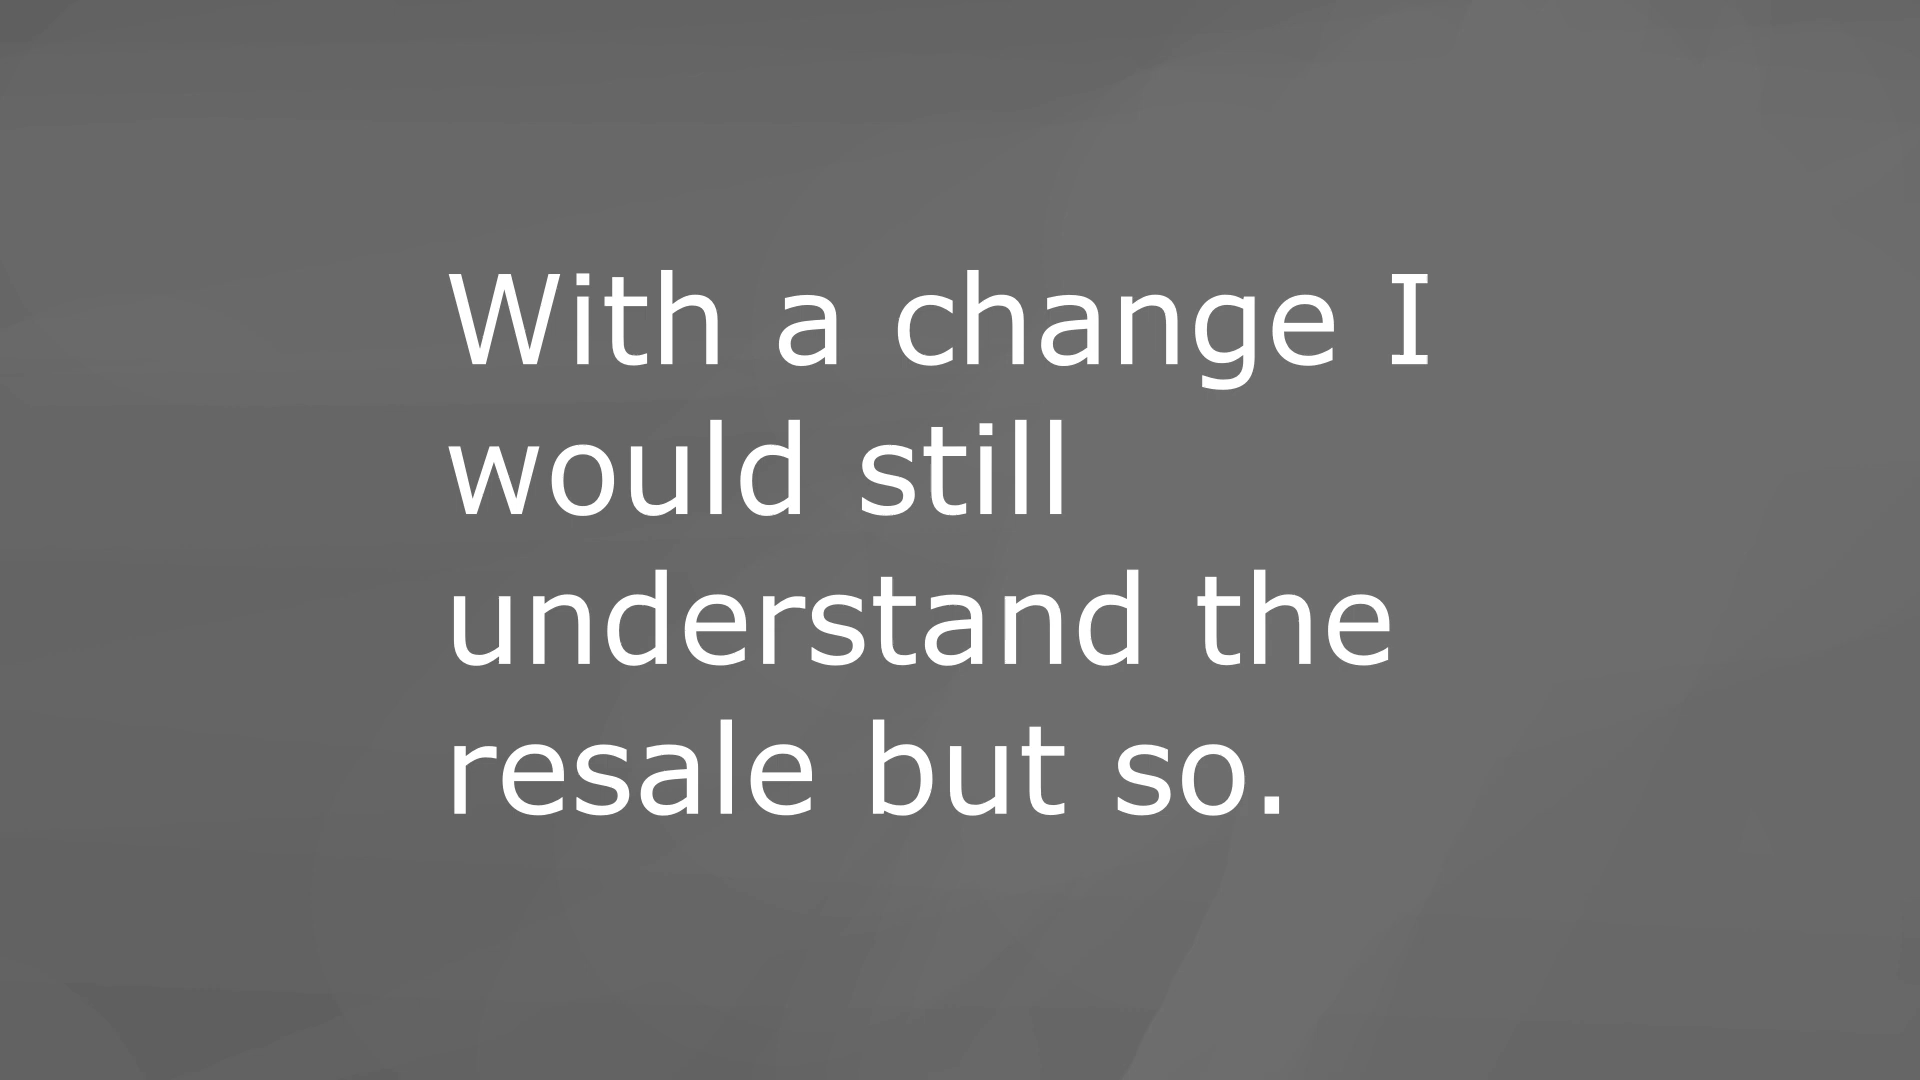 With a change I
would still
understand the
resale but so.